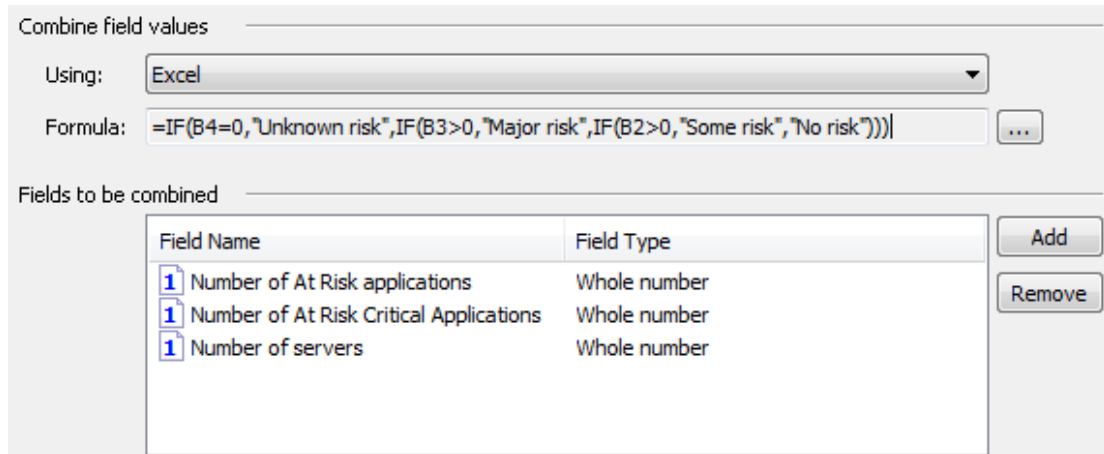 Combine field values
Using: Excel
Formula: =IF(B4=0,"Unknown risk",IF(B3>0,"Major risk",IF(B2>0,"Some risk","No risk"))) ...
Fields to be combined
Field Name Field Type Add
1 Number of At Risk applications Whole number
1 Number of At Risk Critical Applications Whole number Remove
1 Number of servers Whole number